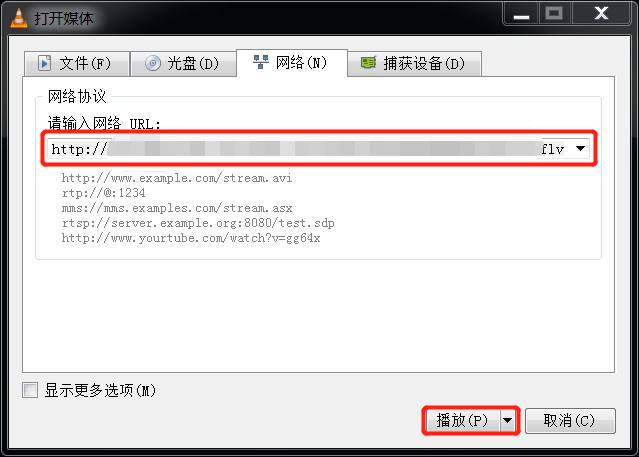 打开媒体
文件(F) 光盘(D) 网络(N) 捕获设备(D)
网络协议
请输入网络 URL:
http:// flv
http://www.example.com/stream.avi
rtp://@:1234
mms://mms.examples.com/stream.asx
rtsp://server.example.org:8080/test.sdp
http://www.yourtube.com/watch?v=gg64x
显示更多选项(M)
播放(P) 取消(C)